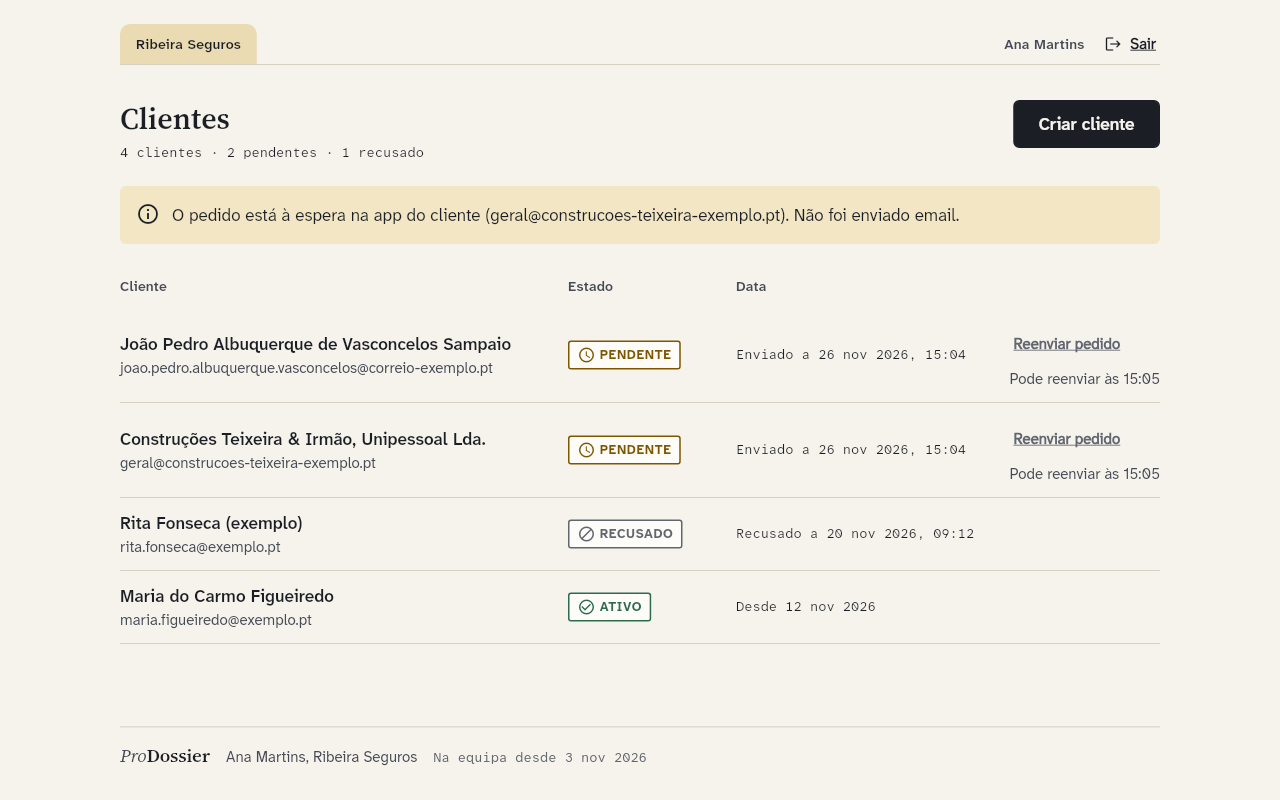 Ribeira Seguros
Ana Martins Sair
Clientes
Criar cliente
4 clientes · 2 pendentes · 1 recusado
O pedido está à espera na app do cliente (geral@construcoes-teixeira-exemplo.pt). Não foi enviado email.
Cliente Estado Data
João Pedro Albuquerque de Vasconcelos Sampaio
joao.pedro.albuquerque.vasconcelos@correio-exemplo.pt
PENDENTE
Enviado a 26 nov 2026, 15:04
Reenviar pedido
Pode reenviar às 15:05
Construções Teixeira & Irmão, Unipessoal Lda.
geral@construcoes-teixeira-exemplo.pt
PENDENTE
Enviado a 26 nov 2026, 15:04
Reenviar pedido
Pode reenviar às 15:05
Rita Fonseca (exemplo)
rita.fonseca@exemplo.pt
RECUSADO
Recusado a 20 nov 2026, 09:12
Maria do Carmo Figueiredo
maria.figueiredo@exemplo.pt
ATIVO
Desde 12 nov 2026
ProDossier Ana Martins, Ribeira Seguros Na equipa desde 3 nov 2026